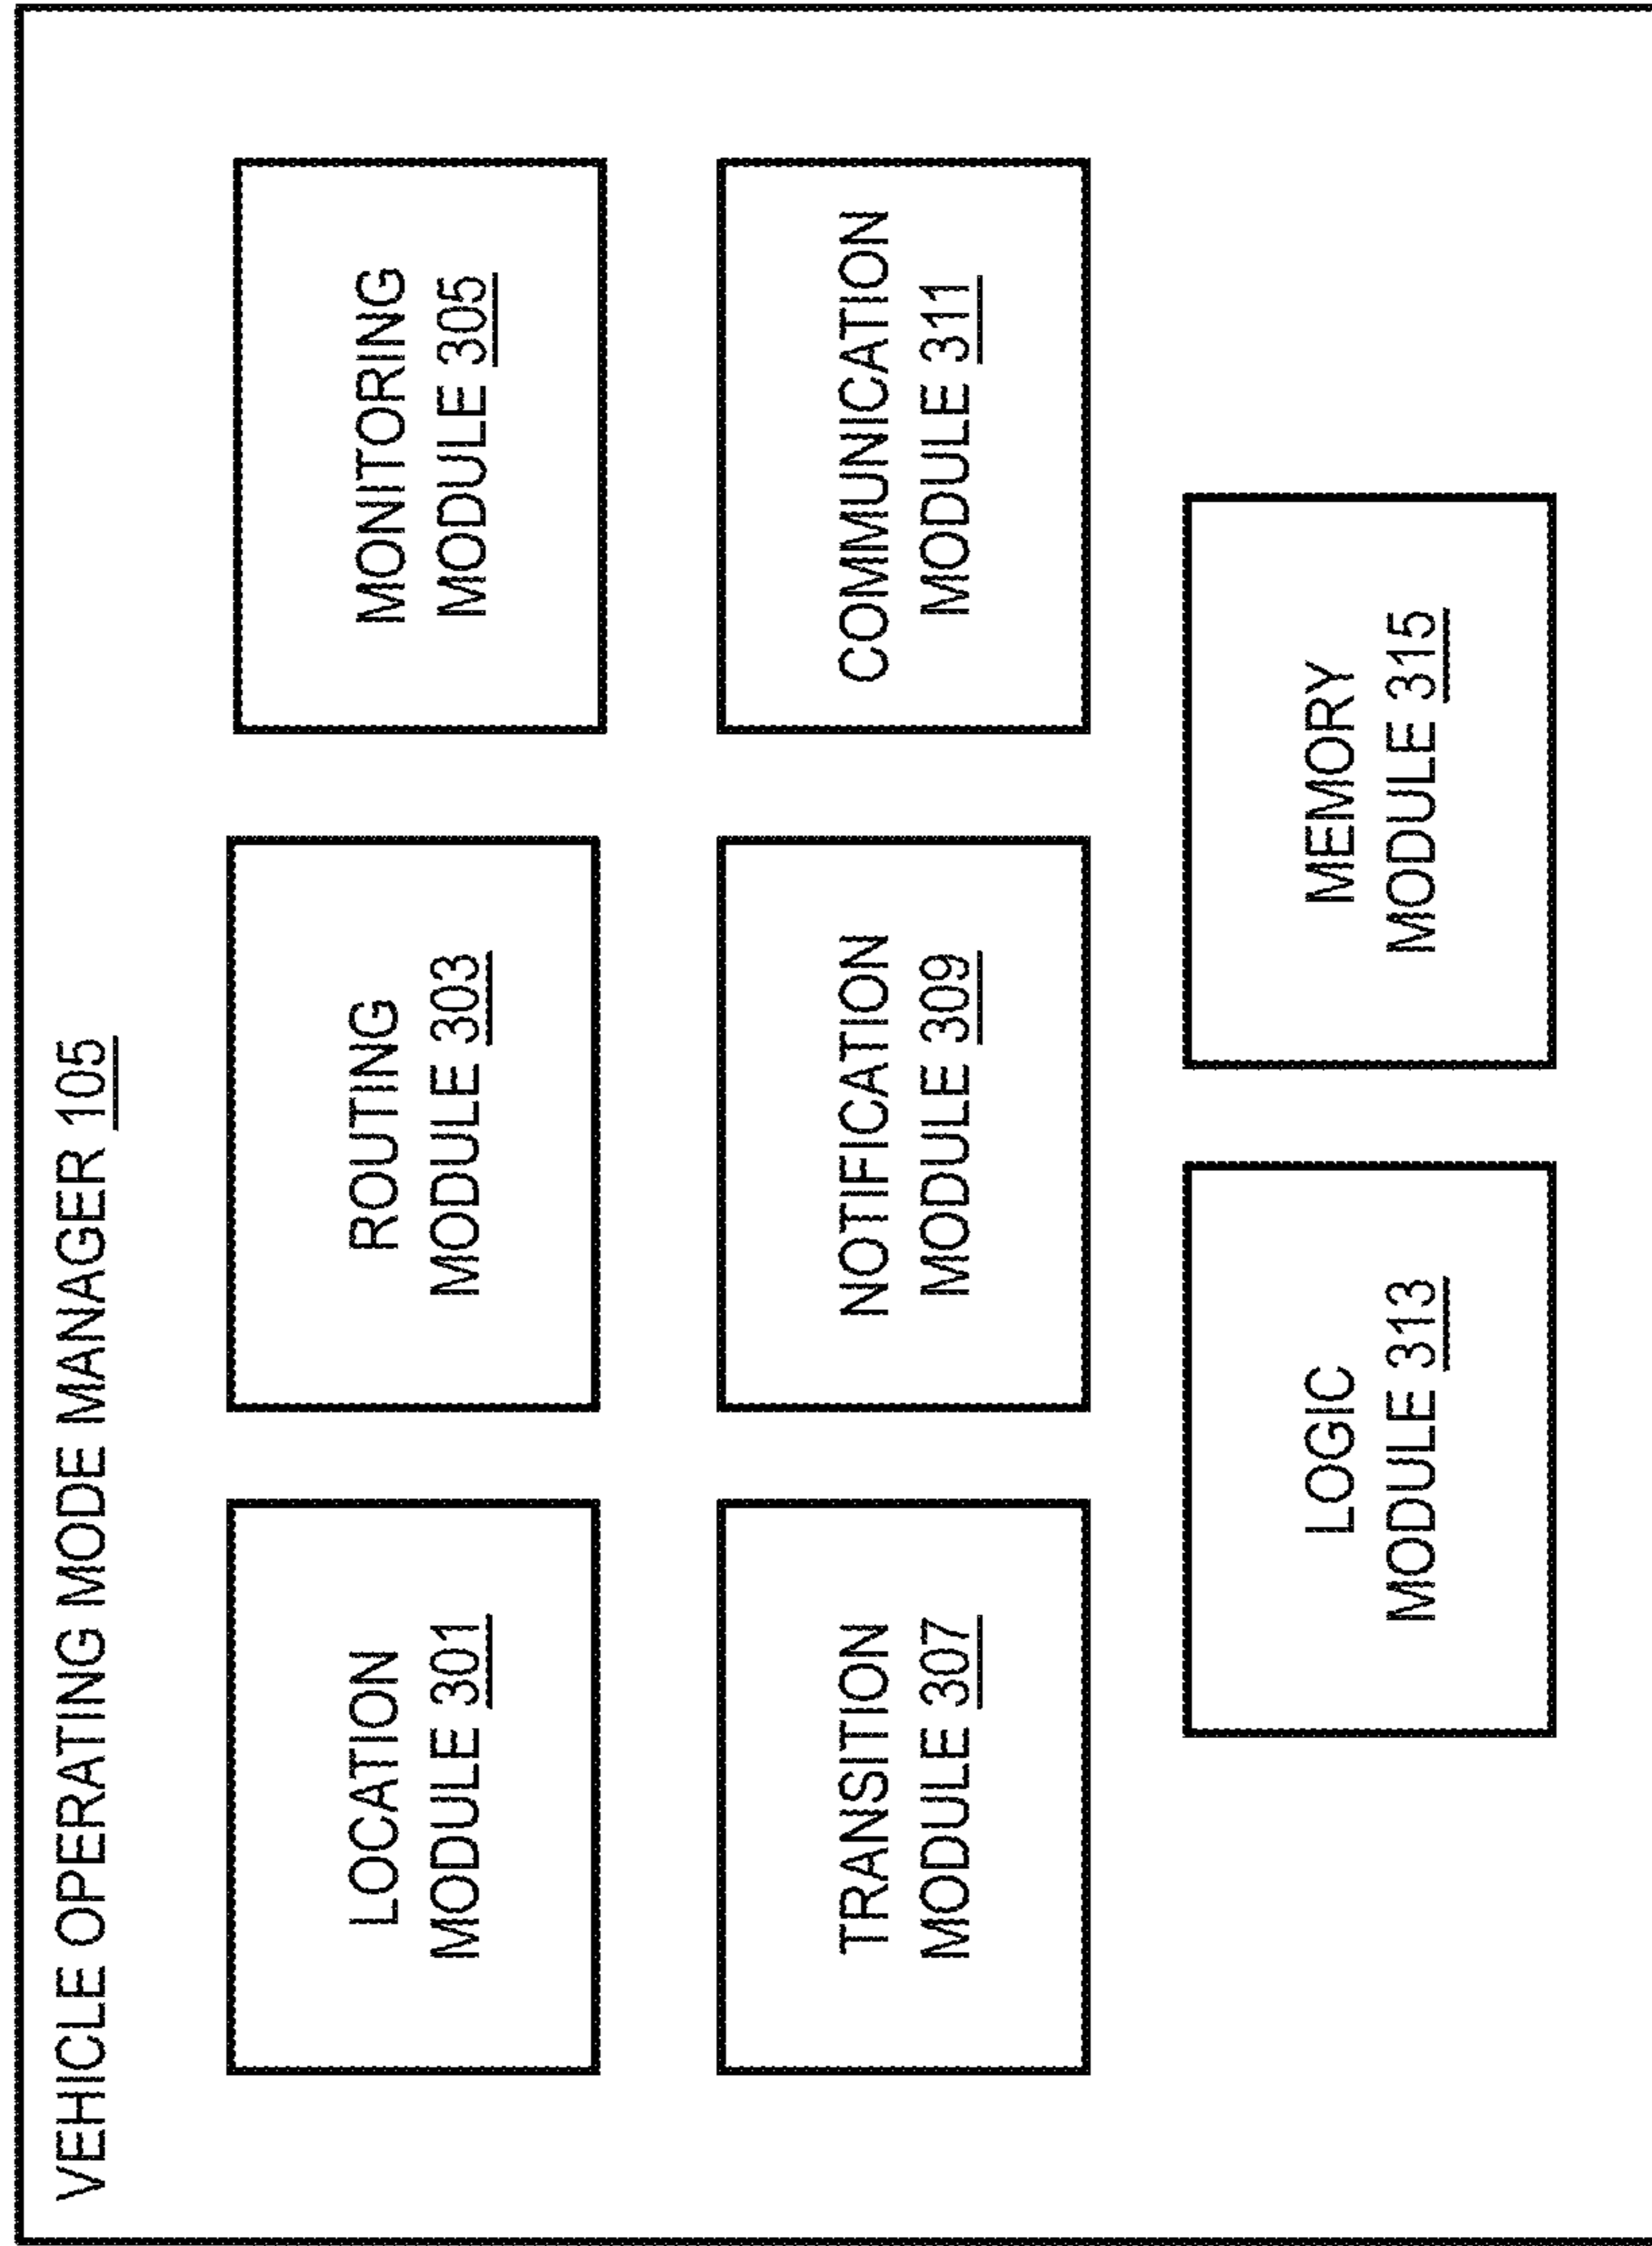 VEHICLE OPERATING MODE MANAGER 105
LOCATION
MODULE 301
ROUTING
MODULE 303
MONITORING
MODULE 305
TRANSITION
MODULE 307
NOTIFICATION
MODULE 309
COMMUNICATION
MODULE 311
LOGIC
MODULE 313
MEMORY
MODULE 315